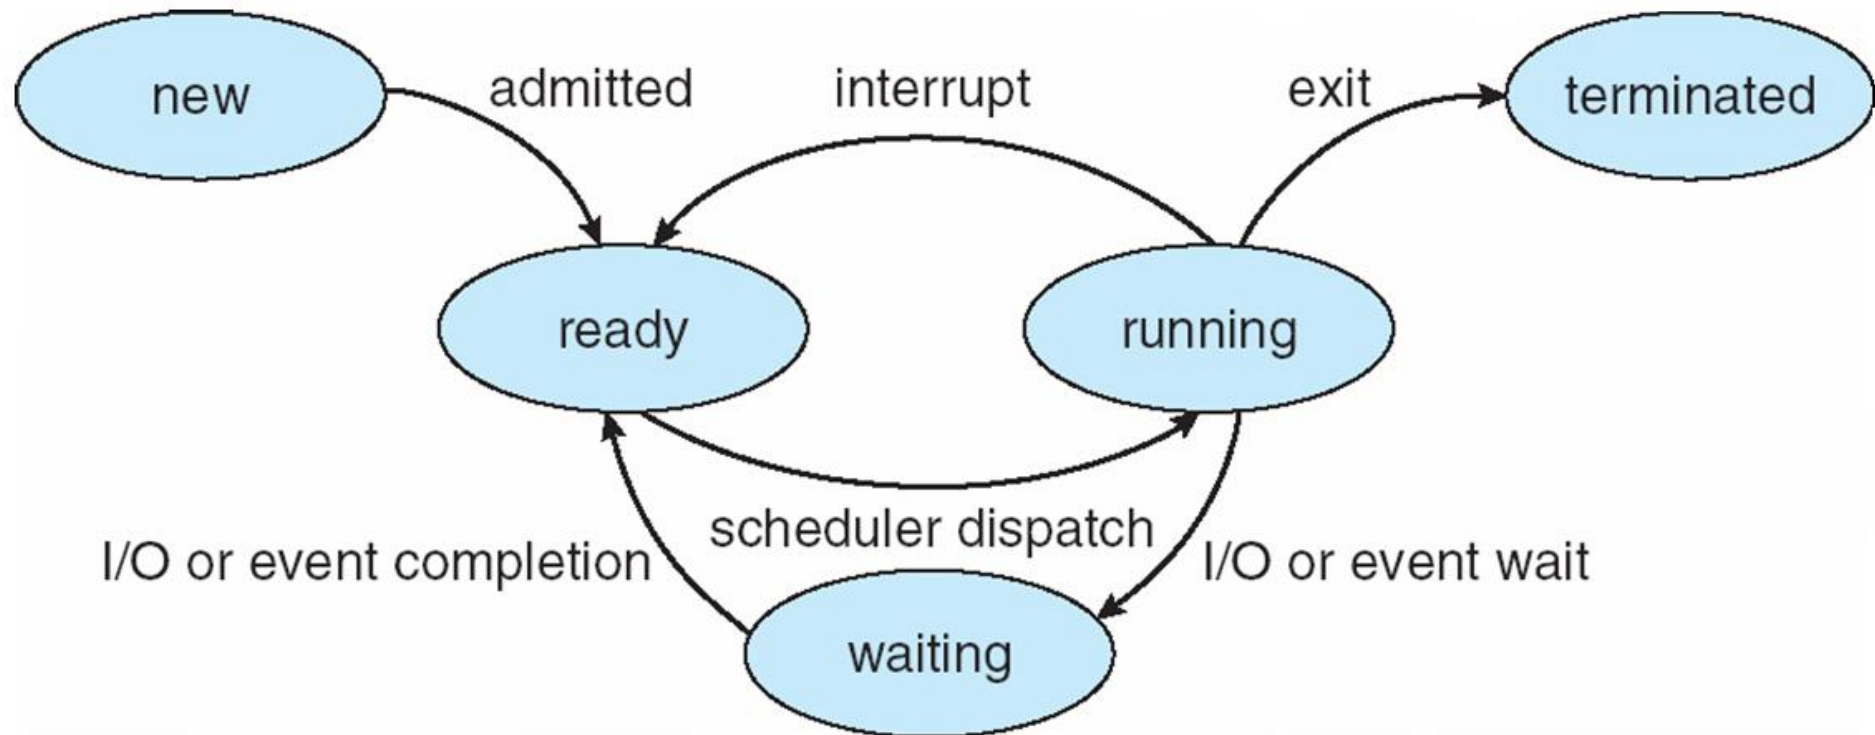 new
admitted
interrupt
exit
terminated
ready
running
scheduler dispatch
I/O or event completion
I/O or event wait
waiting